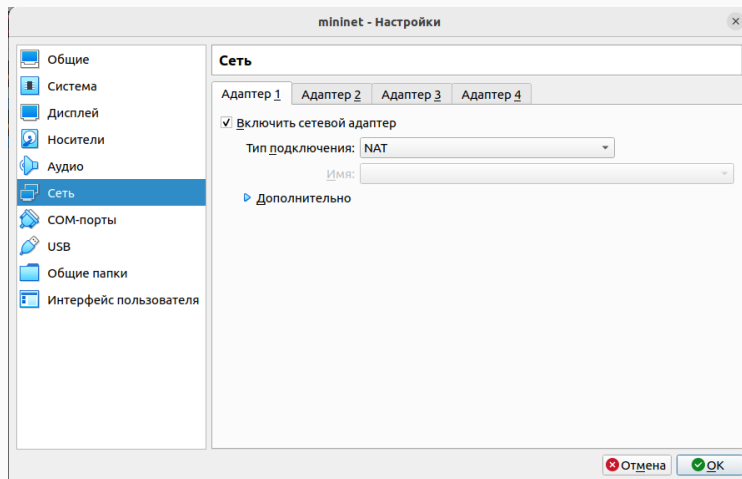 mininet - Настройки
Общие
Система
Дисплей
Носители
Аудио
Сеть
COM-порты
USB
Общие папки
Интерфейс пользователя
Сеть
Адаптер 1 Адаптер 2 Адаптер 3 Адаптер 4
Включить сетевой адаптер
Тип подключения: NAT
Имя:
Дополнительно
Отмена OK